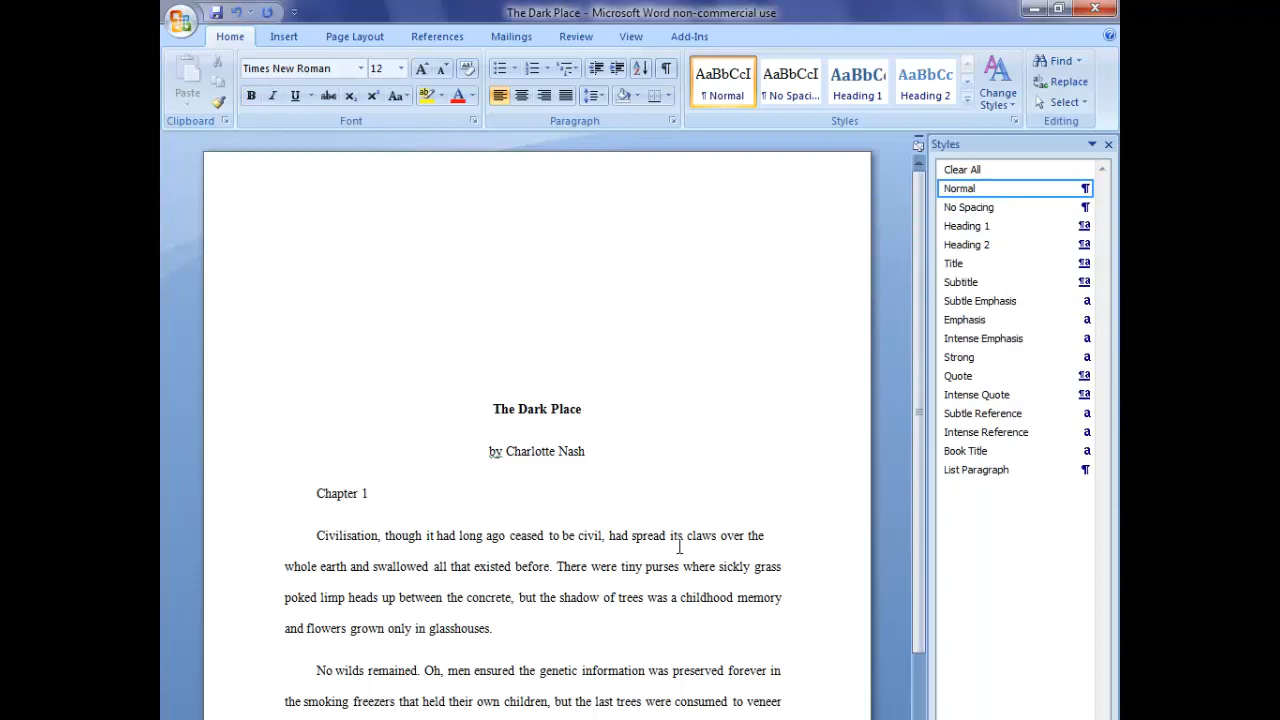 The Dark Place - Microsoft Word non-commercial use
Home Insert Page Layout References Mailings Review View Add-Ins
Paste
Clipboard
Times New Roman 12
B I U abc x₂ x² Aa
Font
Paragraph
AaBbCcI AaBbCcI AaBbC AaBbCc
¶ Normal ¶ No Spaci... Heading 1 Heading 2
Change Styles
Styles
Find
Replace
Select
Editing
Styles
Clear All
Normal ¶
No Spacing ¶
Heading 1 ¶a
Heading 2 ¶a
Title ¶a
Subtitle ¶a
Subtle Emphasis a
Emphasis a
Intense Emphasis a
Strong a
Quote ¶a
Intense Quote ¶a
Subtle Reference a
Intense Reference a
Book Title a
List Paragraph ¶
The Dark Place
by Charlotte Nash
Chapter 1
Civilisation, though it had long ago ceased to be civil, had spread its claws over the
whole earth and swallowed all that existed before. There were tiny purses where sickly grass
poked limp heads up between the concrete, but the shadow of trees was a childhood memory
and flowers grown only in glasshouses.
No wilds remained. Oh, men ensured the genetic information was preserved forever in
the smoking freezers that held their own children, but the last trees were consumed to veneer